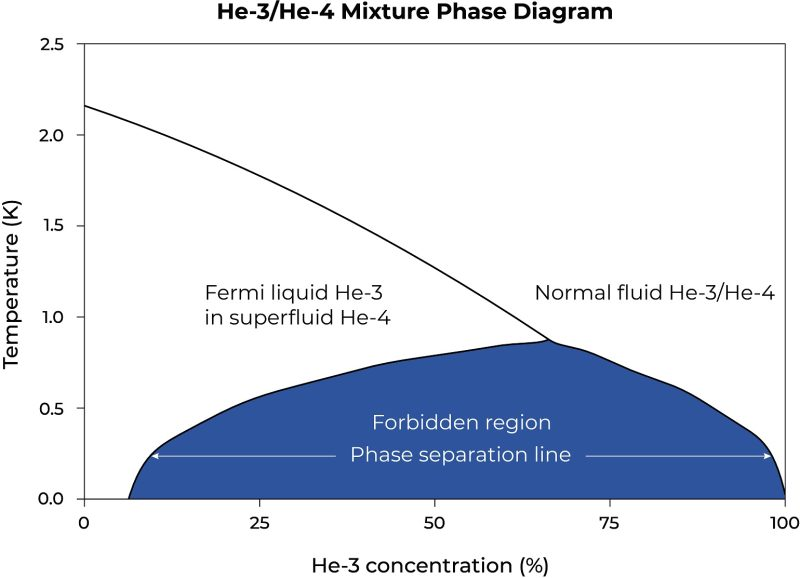 He-3/He-4 Mixture Phase Diagram
2.5
2.0
1.5
1.0
0.5
0.0
Temperature (K)
Fermi liquid He-3
in superfluid He-4
Normal fluid He-3/He-4
Forbidden region
Phase separation line
0
25
50
75
100
He-3 concentration (%)